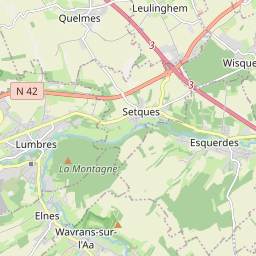 Leulinghem
Quelmes
3
Wisque
3
N 42
Setques
Esquerdes
Lumbres
La Montagne
Elnes
Wavrans-sur-
l'Aa